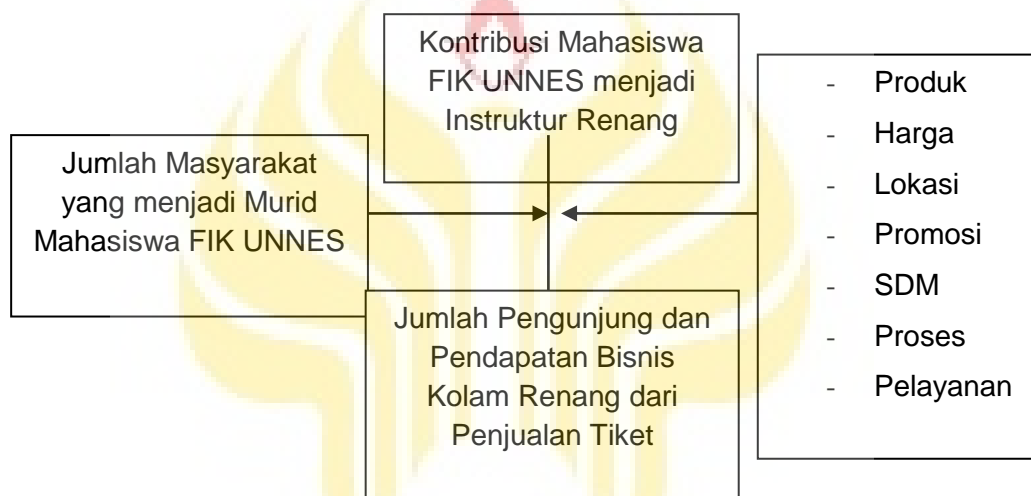 Kontribusi Mahasiswa
FIK UNNES menjadi
Instruktur Renang
Jumlah Masyarakat
yang menjadi Murid
Mahasiswa FIK UNNES
- Produk
- Harga
- Lokasi
- Promosi
- SDM
- Proses
- Pelayanan
Jumlah Pengunjung dan
Pendapatan Bisnis
Kolam Renang dari
Penjualan Tiket